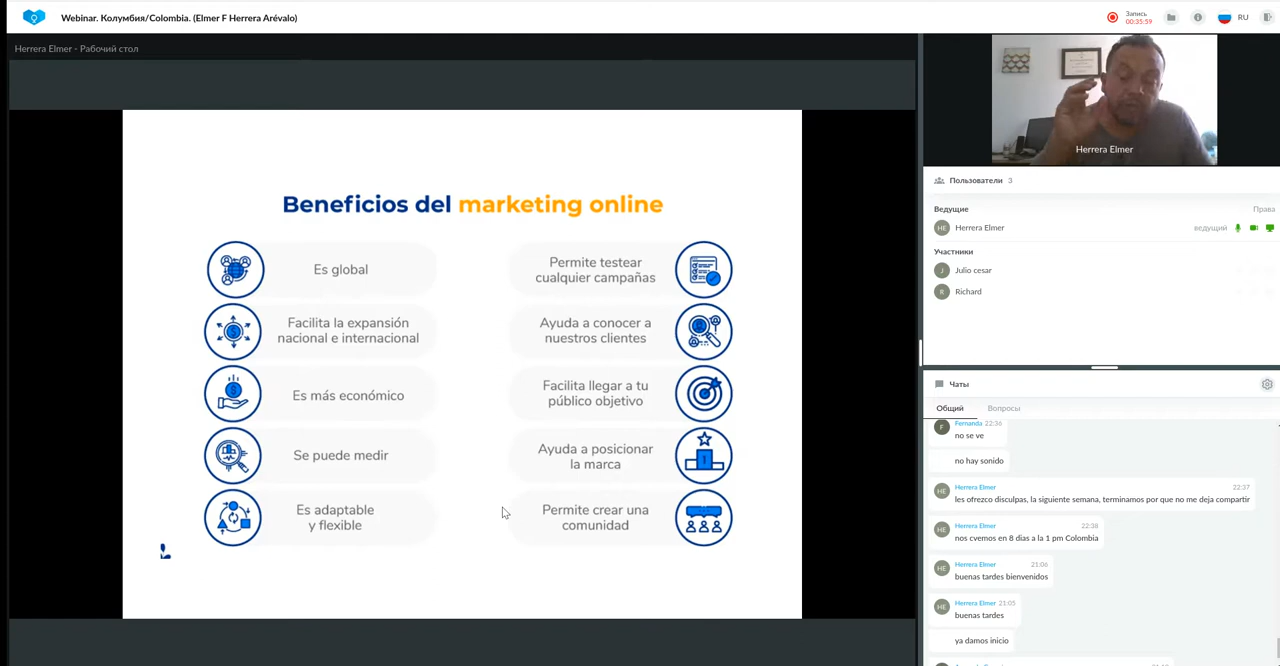 Webinar. Колумбия/Colombia. (Elmer F Herrera Arévalo)
Запись
00:35:59
RU
Herrera Elmer - Рабочий стол
Beneficios del marketing online
Es global
Facilita la expansión
nacional e internacional
Es más económico
Se puede medir
Es adaptable
y flexible
Permite testear
cualquier campañas
Ayuda a conocer a
nuestros clientes
Facilita llegar a tu
público objetivo
Ayuda a posicionar
la marca
Permite crear una
comunidad
Herrera Elmer
Пользователи 3
Ведущие Права
HE Herrera Elmer ведущий
Участники
J Julio cesar
R Richard
Чаты
Общий Вопросы
F Fernanda 22:36
no se ve
no hay sonido
HE Herrera Elmer 22:37
les ofrezco disculpas, la siguiente semana, terminamos por que no me deja compartir
HE Herrera Elmer 22:38
nos cvemos en 8 dias a la 1 pm Colombia
HE Herrera Elmer 21:06
buenas tardes bienvenidos
HE Herrera Elmer 21:05
buenas tardes
ya damos inicio